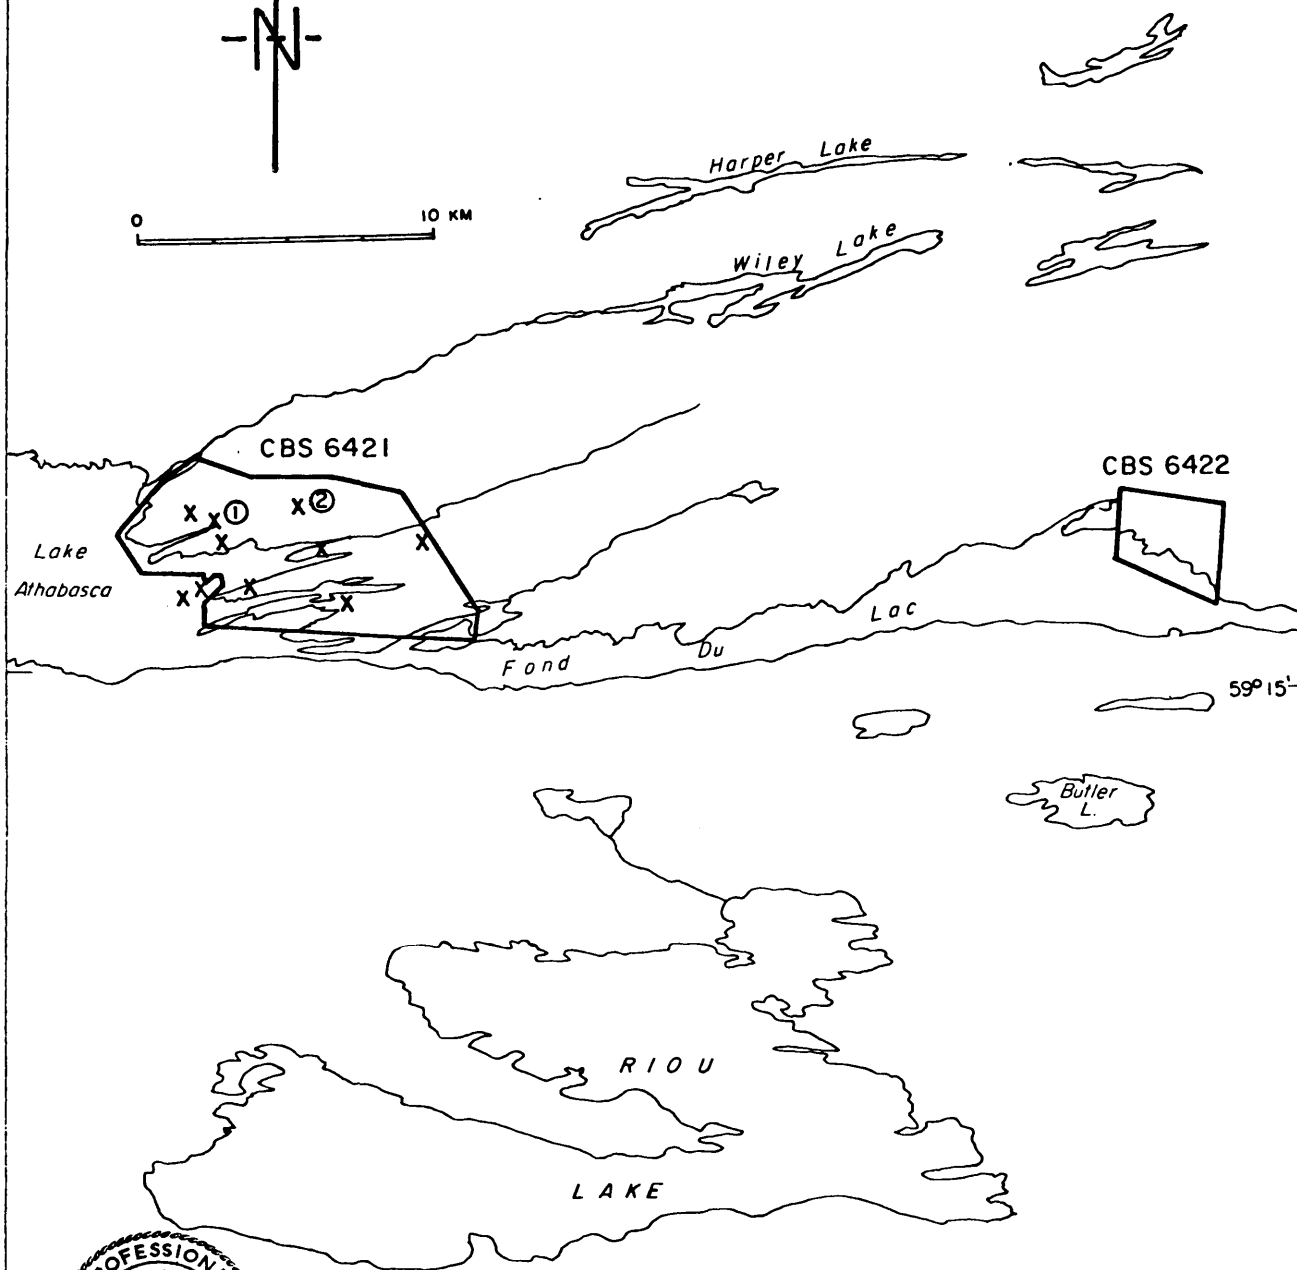 N
0 10 KM
Harper Lake
Wiley Lake
CBS 6421
CBS 6422
X X ① X ②
X X X
Lake
Athabasca
X X X X
Lac
Du
Fond
59° 15'
Butler
L.
RIOU
LAKE